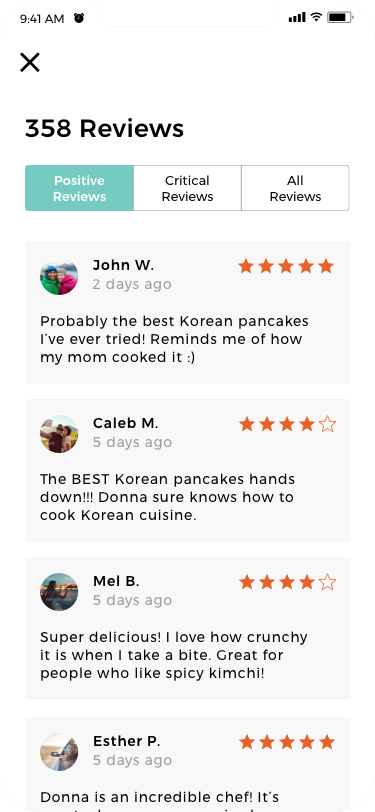 9:41 AM
358 Reviews
Positive
Reviews
Critical
Reviews
All
Reviews
John W.
2 days ago
Probably the best Korean pancakes
I’ve ever tried! Reminds me of how
my mom cooked it :)
Caleb M.
5 days ago
The BEST Korean pancakes hands
down!!! Donna sure knows how to
cook Korean cuisine.
Mel B.
5 days ago
Super delicious! I love how crunchy
it is when I take a bite. Great for
people who like spicy kimchi!
Esther P.
5 days ago
Donna is an incredible chef! It’s